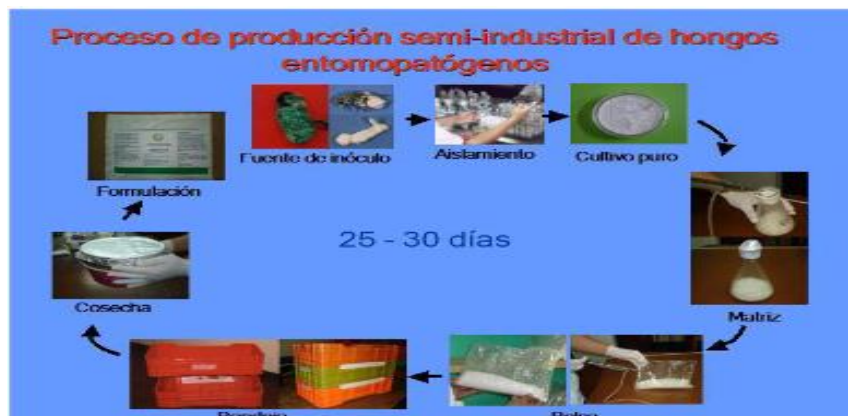 Proceso de producción semi-industrial de hongos
entomopatógenos
Fuente de inóculo
Aislamiento
Cultivo puro
Formulación
25 - 30 días
Cosecha
Matriz